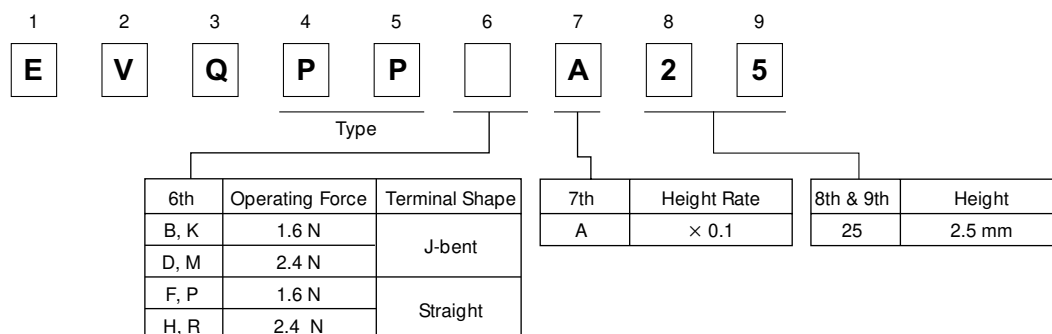 1 2 3 4 5 6 7 8 9
E V Q P P A 2 5
Type
6th Operating Force Terminal Shape
B, K 1.6 N
J-bent
D, M 2.4 N
F, P 1.6 N
Straight
H, R 2.4 N
7th Height Rate
A × 0.1
8th & 9th Height
25 2.5 mm